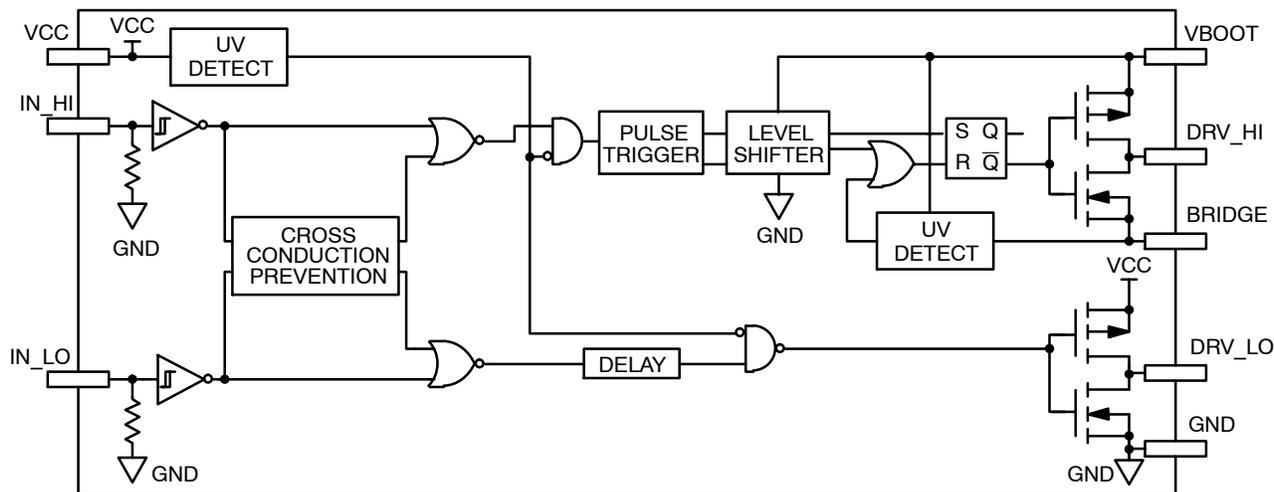 VCC
VCC
UV
DETECT
VBOOT
IN_HI
PULSE
TRIGGER
LEVEL
SHIFTER
S Q
R Q̅
DRV_HI
GND
CROSS
CONDUCTION
PREVENTION
GND
UV
DETECT
BRIDGE
VCC
IN_LO
DELAY
DRV_LO
GND
GND
GND